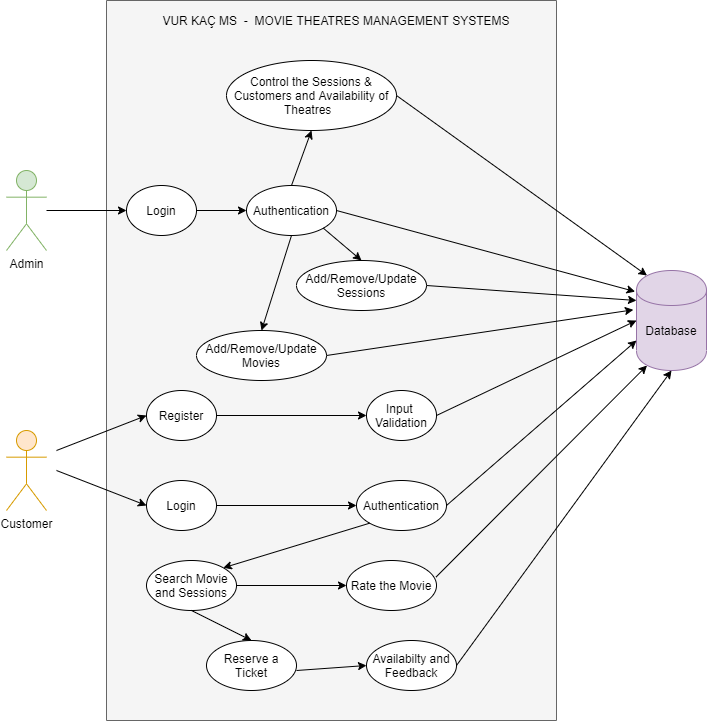 VUR KAÇ MS - MOVIE THEATRES MANAGEMENT SYSTEMS
Control the Sessions &
Customers and Availability of
Theatres
Login
Authentication
Admin
Add/Remove/Update
Sessions
Database
Add/Remove/Update
Movies
Register
Input
Validation
Customer
Login
Authentication
Search Movie
and Sessions
Rate the Movie
Reserve a
Ticket
Availabilty and
Feedback